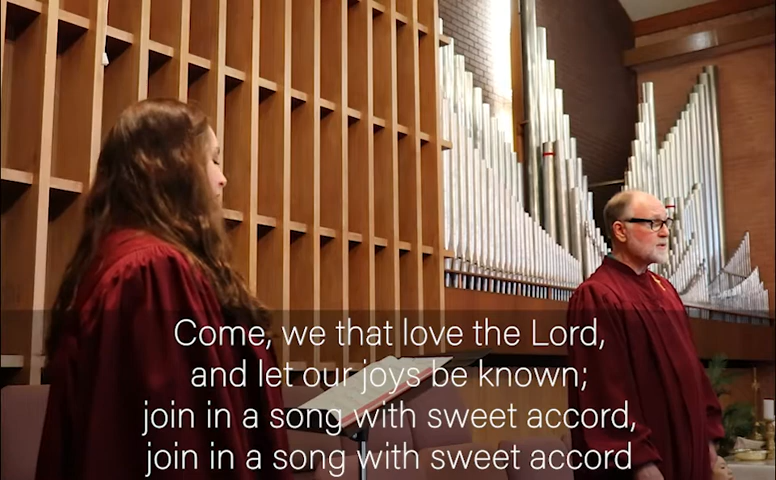 Come, we that love the Lord,
and let our joys be known;
join in a song with sweet accord,
join in a song with sweet accord